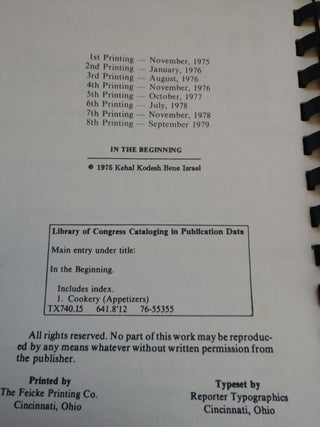 1st Printing — November, 1975
2nd Printing — January, 1976
3rd Printing — August, 1976
4th Printing — November, 1976
5th Printing — October, 1977
6th Printing — July, 1978
7th Printing — November, 1978
8th Printing — September 1979
IN THE BEGINNING
© 1975 Kehal Kodesh Bene Israel
Library of Congress Cataloging in Publication Data
Main entry under title:
In the Beginning.
Includes index.
1. Cookery (Appetizers)
TX740.I5 641.8'12 76-55355
All rights reserved. No part of this work may be reproduc-
ed by any means whatever without written permission from
the publisher.
Printed by
The Feicke Printing Co.
Cincinnati, Ohio
Typeset by
Reporter Typographics
Cincinnati, Ohio